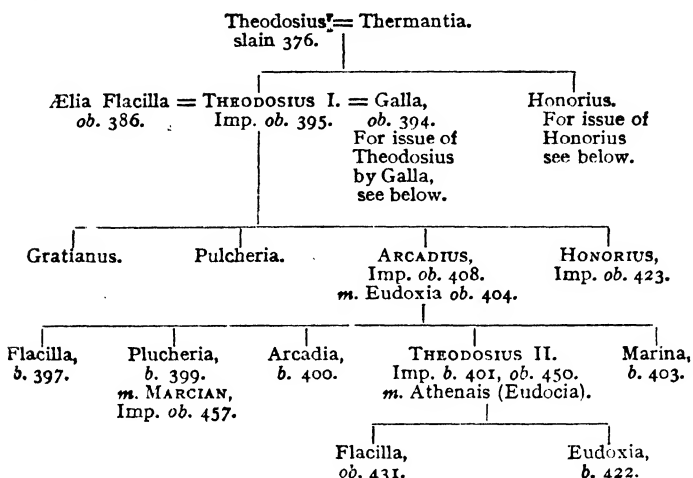 Theodosius = Thermantia.
slain 376.
Ælia Flacilla = THEODOSIUS I. = Galla,
ob. 386.
Imp. ob. 395.
ob. 394.
For issue of
Theodosius
by Galla,
see below.
Honorius.
For issue of
Honorius
see below.
Gratianus.
Pulcheria.
ARCADIUS,
Imp. ob. 408.
m. Eudoxia ob. 404.
HONORIUS,
Imp. ob. 423.
Flacilla,
b. 397.
Plucheria,
b. 399.
m. MARCIAN,
Imp. ob. 457.
Arcadia,
b. 400.
THEODOSIUS II.
Imp. b. 401, ob. 450.
m. Athenais (Eudocia).
Marina,
b. 403.
Flacilla,
ob. 431.
Eudoxia,
b. 422.